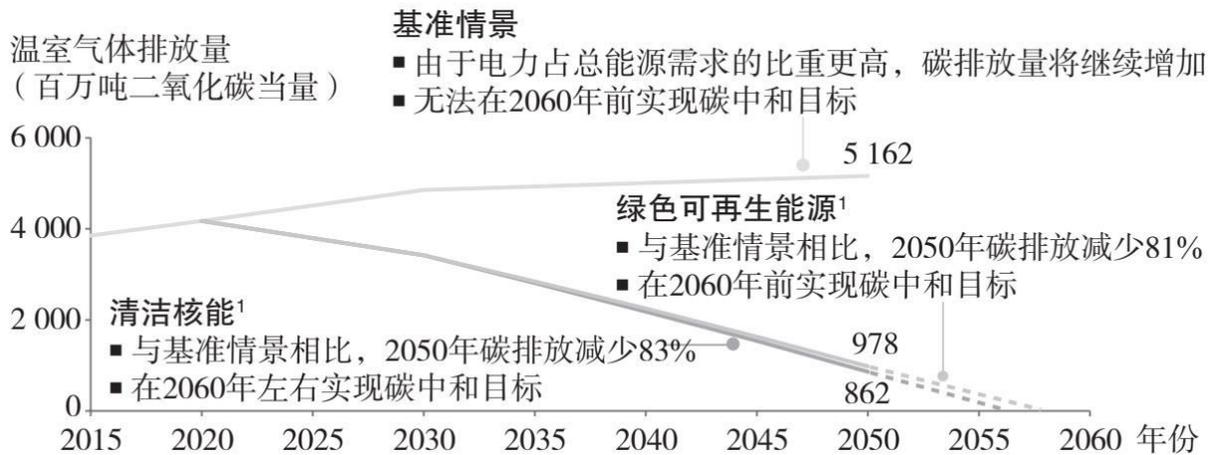 基准情景
温室气体排放量
（百万吨二氧化碳当量）
▪ 由于电力占总能源需求的比重更高，碳排放量将继续增加
▪ 无法在2060年前实现碳中和目标
6 000
5 162
绿色可再生能源¹
4 000
▪ 与基准情景相比，2050年碳排放减少81%
▪ 在2060年前实现碳中和目标
2 000
清洁核能¹
▪ 与基准情景相比，2050年碳排放减少83%
▪ 在2060年左右实现碳中和目标
978
862
0
2015 2020 2025 2030 2035 2040 2045 2050 2055 2060 年份